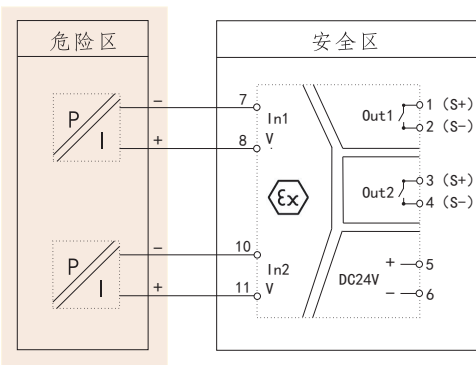 危险区
安全区
P
I
－
＋
7
8
In1
V
Out1
1 (S+)
2 (S-)
εx
Out2
3 (S+)
4 (S-)
P
I
－
＋
10
11
In2
V
DC24V
＋ 5
－ 6